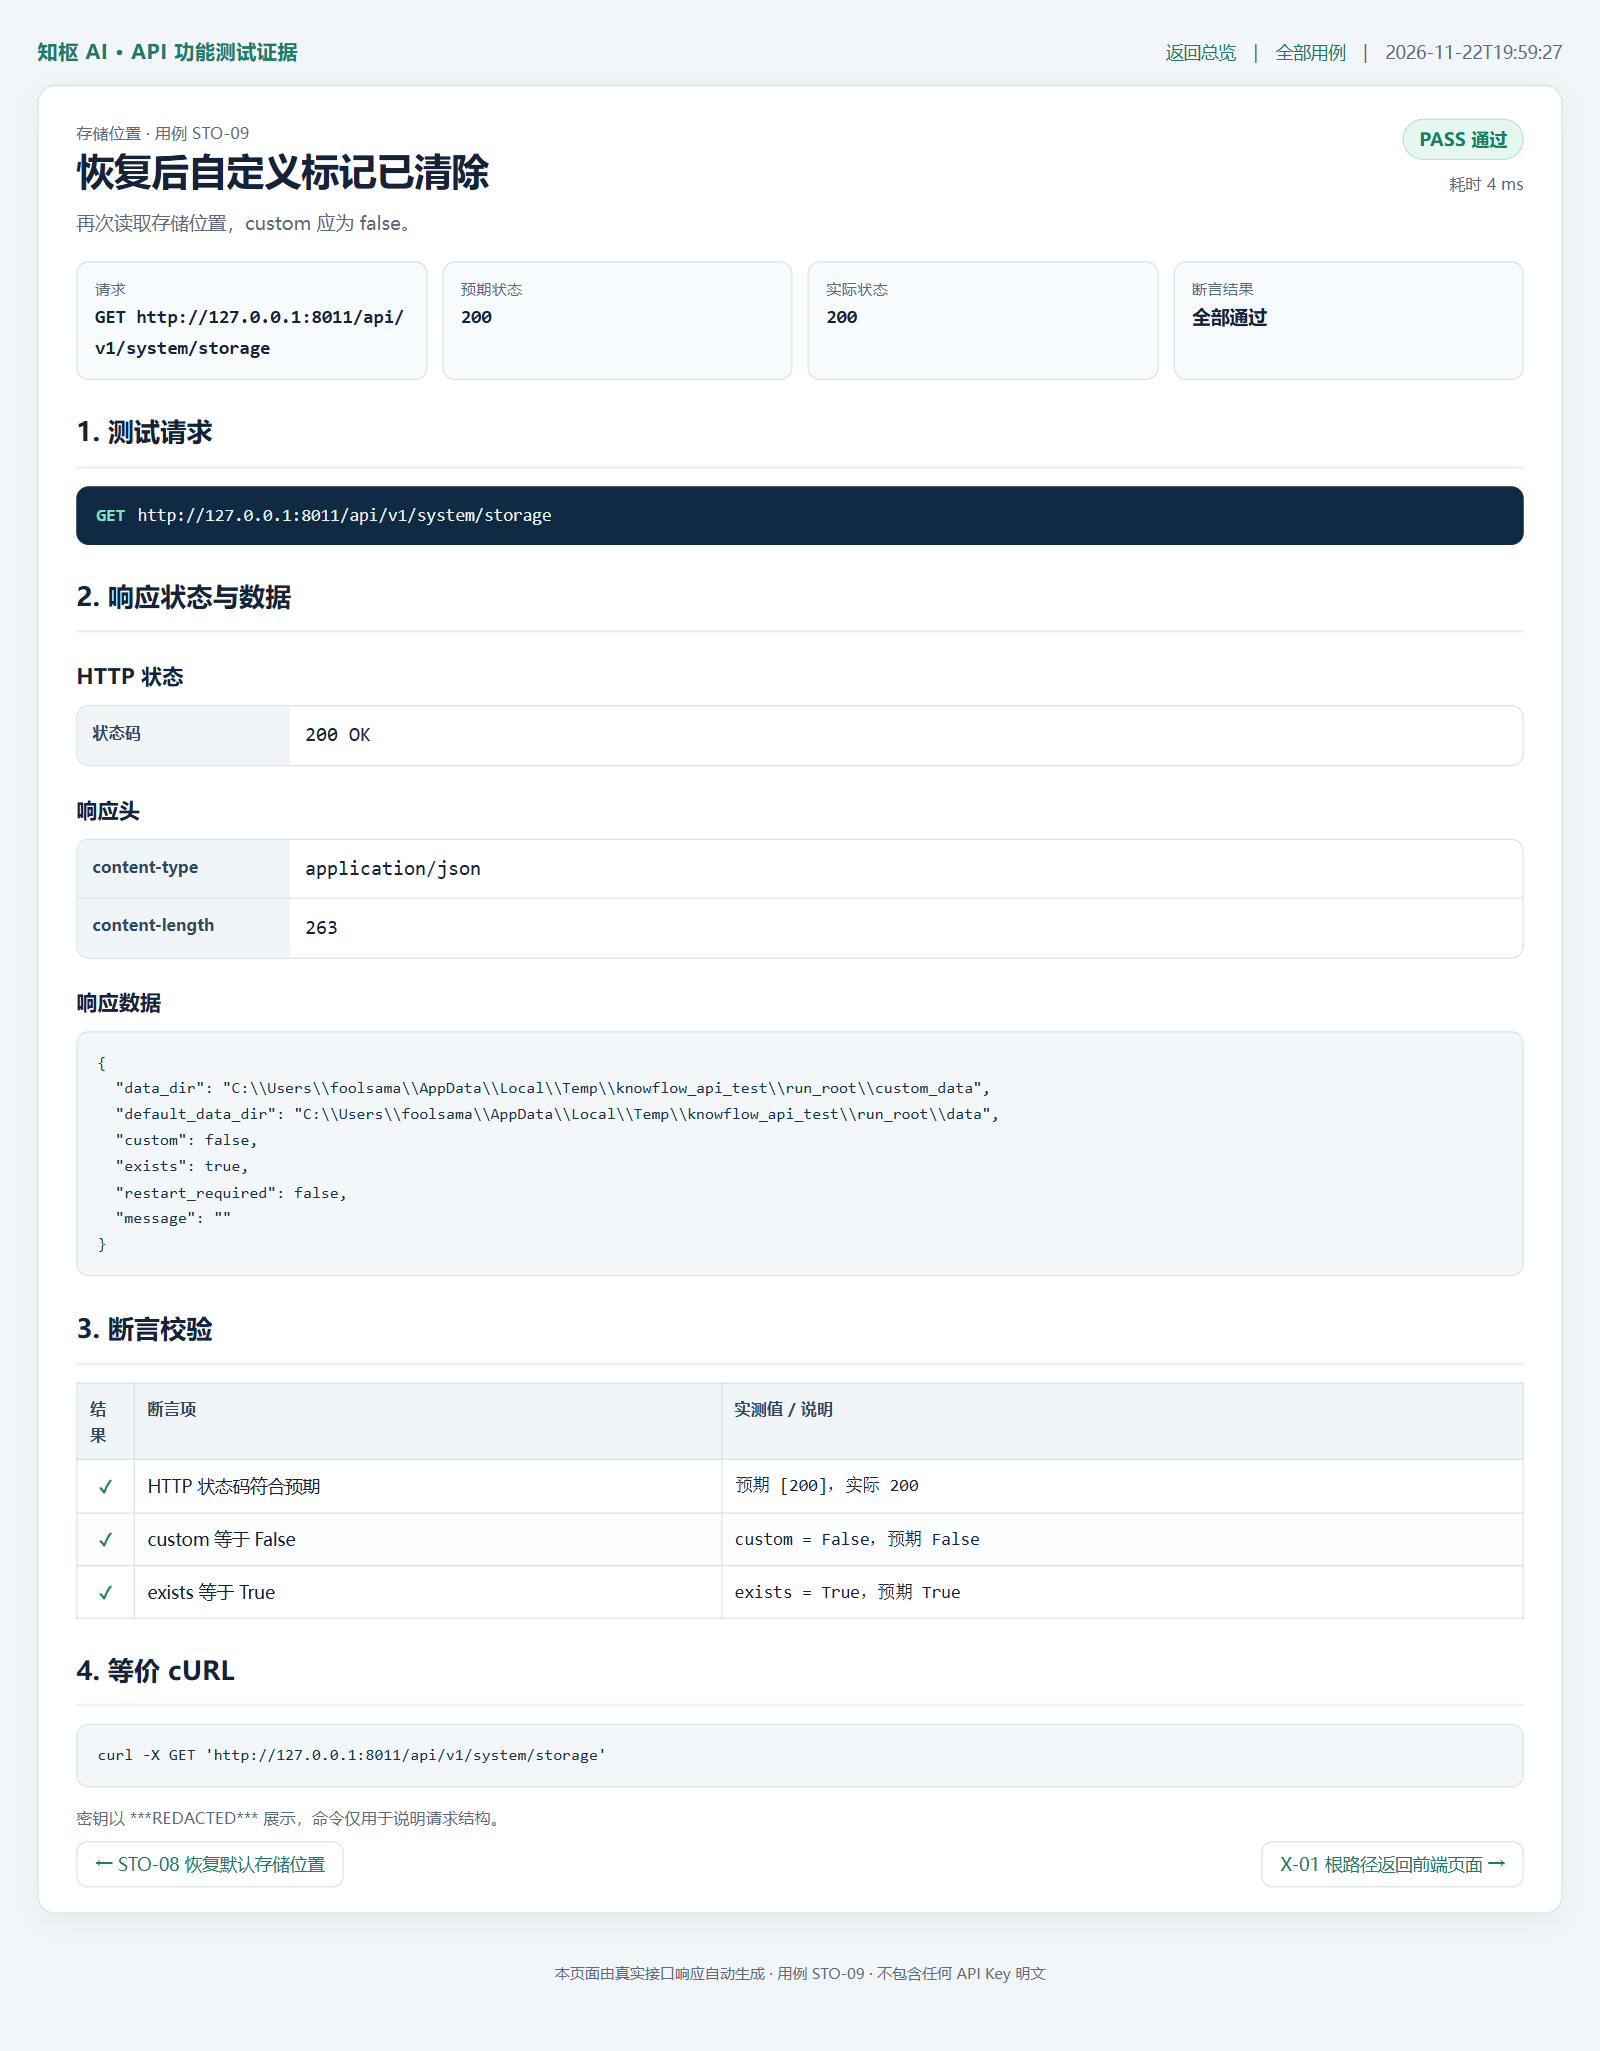 知枢 AI · API 功能测试证据
返回总览 | 全部用例 | 2026-11-22T19:59:27
存储位置 · 用例 STO-09
恢复后自定义标记已清除
再次读取存储位置，custom 应为 false。
PASS 通过
耗时 4 ms
请求
GET http://127.0.0.1:8011/api/
v1/system/storage
预期状态
200
实际状态
200
断言结果
全部通过
1. 测试请求
GET http://127.0.0.1:8011/api/v1/system/storage
2. 响应状态与数据
HTTP 状态
状态码 200 OK
响应头
content-type application/json
content-length 263
响应数据
{
"data_dir": "C:\\Users\\foolsama\\AppData\\Local\\Temp\\knowflow_api_test\\run_root\\custom_data",
"default_data_dir": "C:\\Users\\foolsama\\AppData\\Local\\Temp\\knowflow_api_test\\run_root\\data",
"custom": false,
"exists": true,
"restart_required": false,
"message": ""
}
3. 断言校验
结果 断言项 实测值 / 说明
✓ HTTP 状态码符合预期 预期 [200]，实际 200
✓ custom 等于 False custom = False，预期 False
✓ exists 等于 True exists = True，预期 True
4. 等价 cURL
curl -X GET 'http://127.0.0.1:8011/api/v1/system/storage'
密钥以 ***REDACTED*** 展示，命令仅用于说明请求结构。
← STO-08 恢复默认存储位置
X-01 根路径返回前端页面 →
本页面由真实接口响应自动生成 · 用例 STO-09 · 不包含任何 API Key 明文